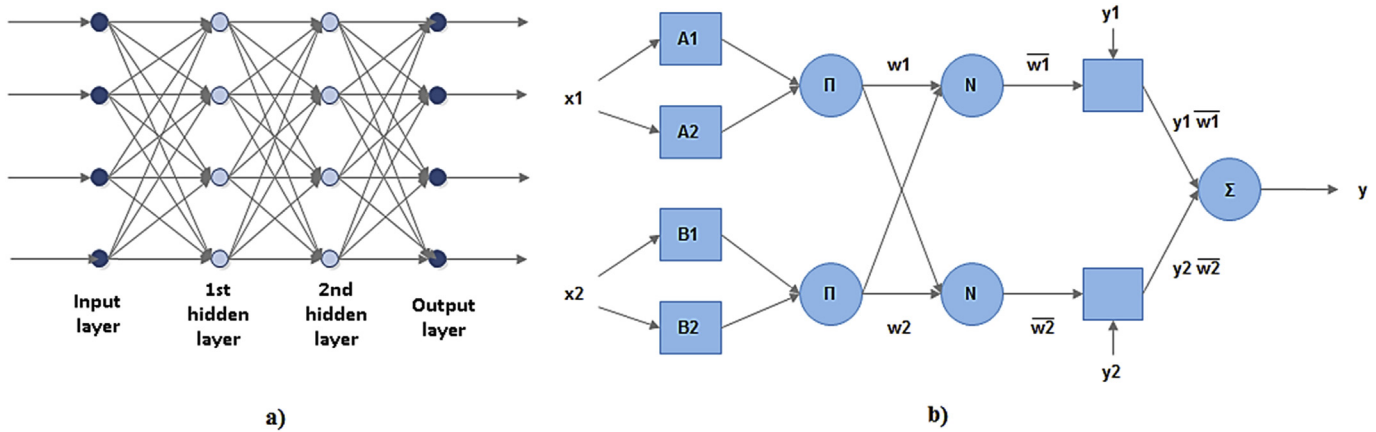 Input
layer
1st
hidden
layer
2nd
hidden
layer
Output
layer
a)
x1
x2
A1
A2
B1
B2
Π
Π
w1
w2
N
N
w̅1̅
w̅2̅
y1
y2
y1 w̅1̅
y2 w̅2̅
Σ
y
b)